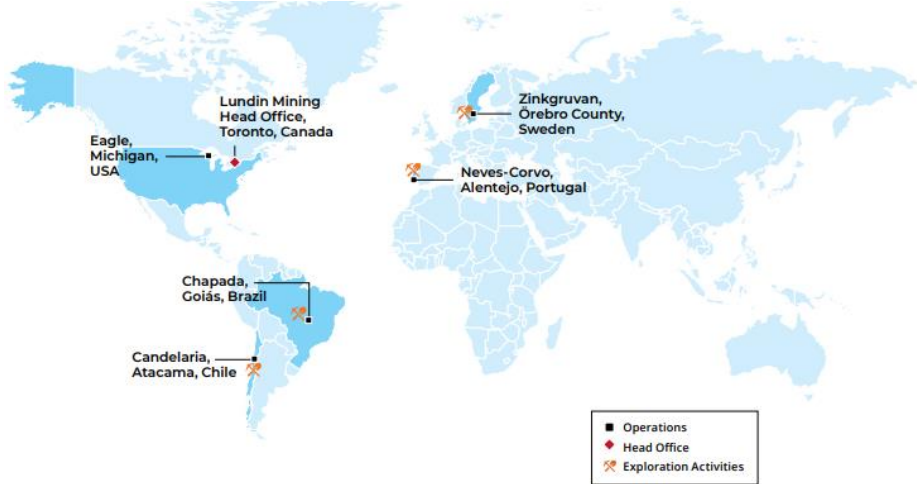 Lundin Mining
Head Office,
Toronto, Canada
Eagle,
Michigan,
USA
Zinkgruvan,
Örebro County,
Sweden
Neves-Corvo,
Alentejo, Portugal
Chapada,
Goiás, Brazil
Candelaria,
Atacama, Chile
Operations
Head Office
Exploration Activities